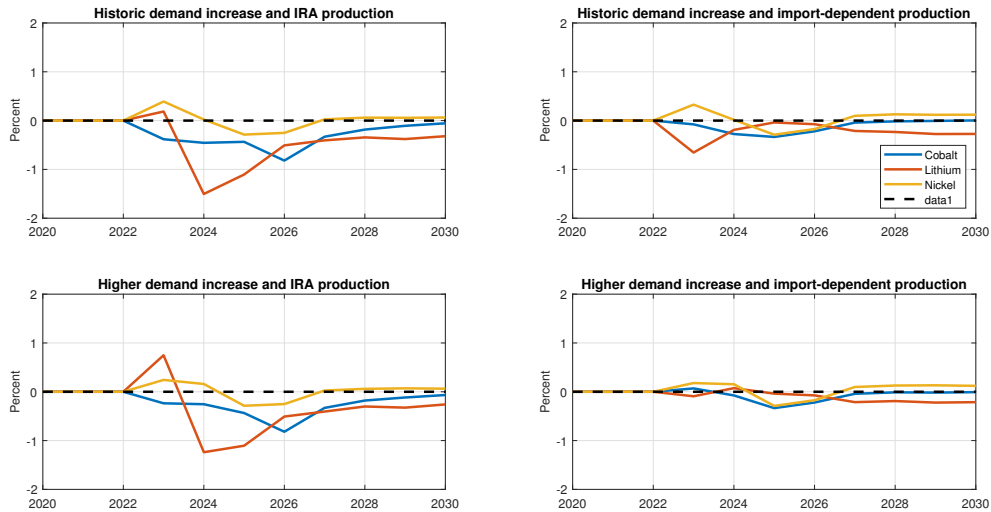 Historic demand increase and IRA production
2
1
0
-1
-2
Percent
2020 2022 2024 2026 2028 2030
Historic demand increase and import-dependent production
2
1
0
-1
-2
Percent
Cobalt
Lithium
Nickel
data1
2020 2022 2024 2026 2028 2030
Higher demand increase and IRA production
2
1
0
-1
-2
Percent
2020 2022 2024 2026 2028 2030
Higher demand increase and import-dependent production
2
1
0
-1
-2
Percent
2020 2022 2024 2026 2028 2030